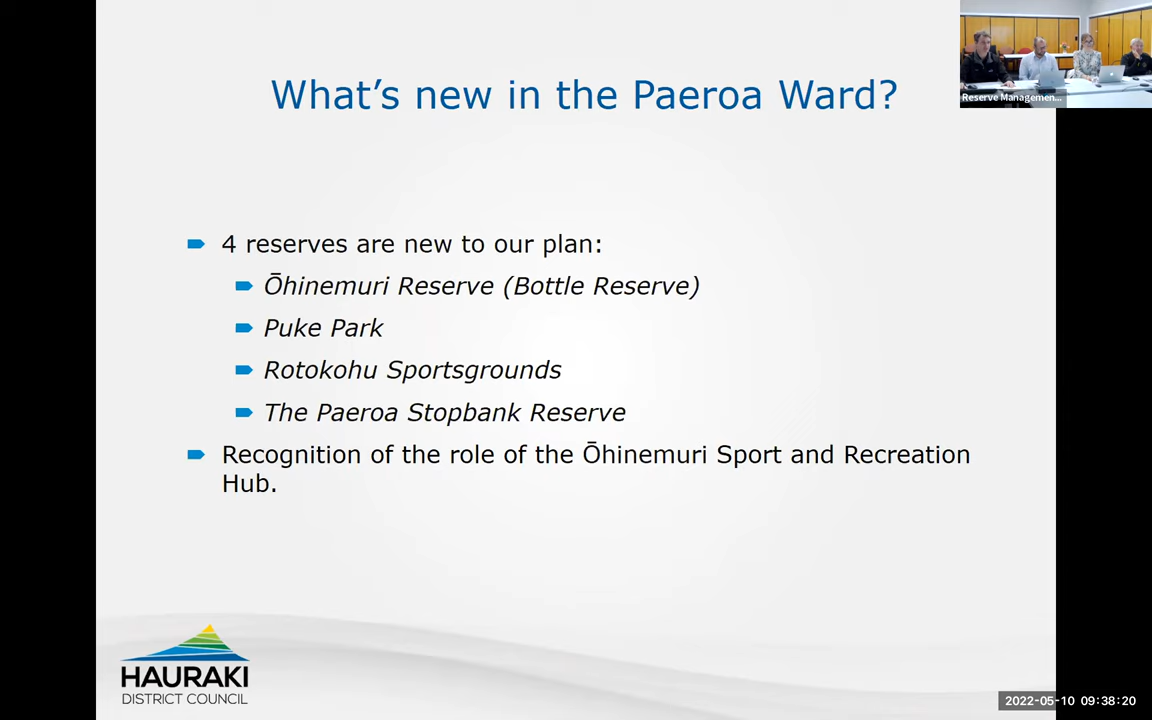 What's new in the Paeroa Ward?
Reserve Managemen...
4 reserves are new to our plan:
Ōhinemuri Reserve (Bottle Reserve)
Puke Park
Rotokohu Sportsgrounds
The Paeroa Stopbank Reserve
Recognition of the role of the Ōhinemuri Sport and Recreation
Hub.
HAURAKI
DISTRICT COUNCIL
2022-05-10 09:38:20